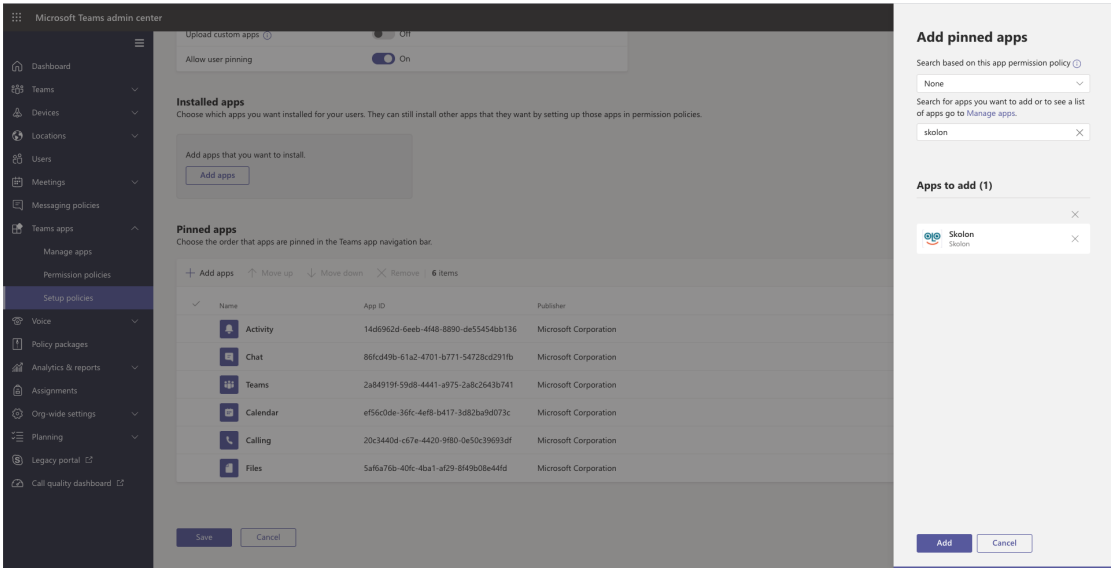 Microsoft Teams admin center
Dashboard
Teams
Devices
Locations
Users
Meetings
Messaging policies
Teams apps
Manage apps
Permission policies
Setup policies
Voice
Policy packages
Analytics & reports
Assignments
Org-wide settings
Planning
Legacy portal
Call quality dashboard
Upload custom apps Off
Allow user pinning On
Installed apps
Choose which apps you want installed for your users. They can still install other apps that they want by setting up those apps in permission policies.
Add apps that you want to install.
Add apps
Pinned apps
Choose the order that apps are pinned in the Teams app navigation bar.
Add apps Move up Move down Remove 6 items
Name App ID Publisher
Activity 14d6962d-6eeb-4f48-8890-de55454bb136 Microsoft Corporation
Chat 86fcd49b-61a2-4701-b771-54728cd291fb Microsoft Corporation
Teams 2a84919f-59d8-4441-a975-2a8c2643b741 Microsoft Corporation
Calendar ef56c0de-36fc-4ef8-b417-3d82ba9d073c Microsoft Corporation
Calling 20c3440d-c67e-4420-9f80-0e50c39693df Microsoft Corporation
Files 5af6a76b-40fc-4ba1-af29-8f49b08e44fd Microsoft Corporation
Save Cancel
Add pinned apps
Search based on this app permission policy
None
Search for apps you want to add or to see a list
of apps go to Manage apps.
skolon
Apps to add (1)
Skolon
Skolon
Add Cancel